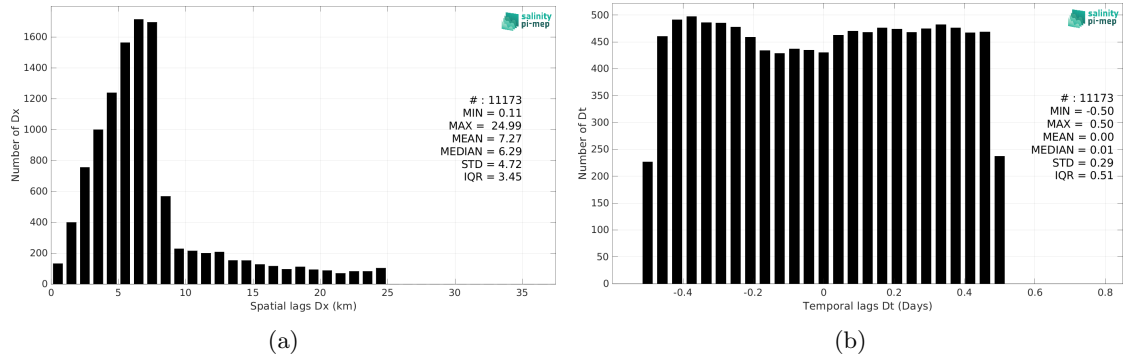 1600
1400
1200
1000
800
600
400
200
0
Number of Dx
0 5 10 15 20 25 30 35
Spatial lags Dx (km)
salinity
pi-mep
# : 11173
MIN = 0.11
MAX = 24.99
MEAN = 7.27
MEDIAN = 6.29
STD = 4.72
IQR = 3.45
(a)
500
450
400
350
300
250
200
150
100
50
0
Number of Dt
-0.4 -0.2 0 0.2 0.4 0.6 0.8
Temporal lags Dt (Days)
salinity
pi-mep
# : 11173
MIN = -0.50
MAX = 0.50
MEAN = 0.00
MEDIAN = 0.01
STD = 0.29
IQR = 0.51
(b)